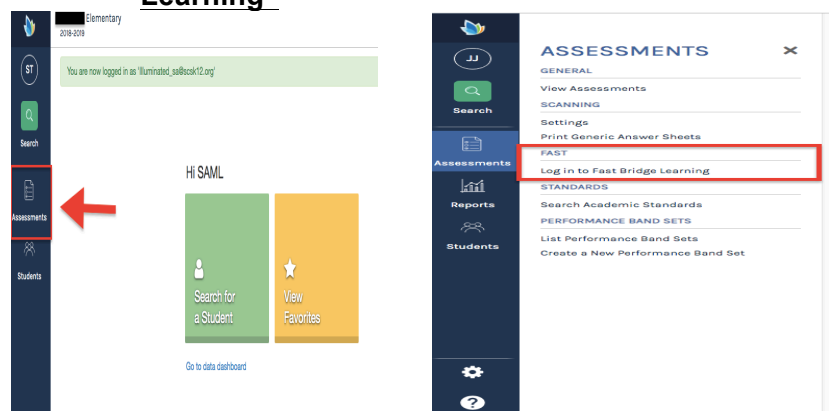 Learning
Elementary
2018-2019
ST
You are now logged in as 'illuminated_sa@scsk12.org'
Search
Assessments
Students
Hi SAML
Search for
a Student
View
Favorites
Go to data dashboard
JJ
Search
Assessments
Reports
Students
?
ASSESSMENTS
GENERAL
View Assessments
SCANNING
Settings
Print Generic Answer Sheets
FAST
Log in to Fast Bridge Learning
STANDARDS
Search Academic Standards
PERFORMANCE BAND SETS
List Performance Band Sets
Create a New Performance Band Set